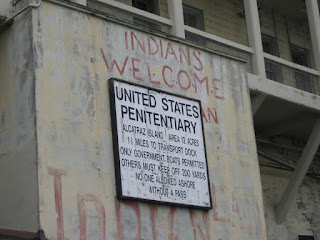 INDIANS
WELCOME
UNITED STATES
PENITENTIARY
ALCATRAZ ISLAND AREA 12 ACRES
1½ MILES TO TRANSPORT DOCK
ONLY GOVERNMENT BOATS PERMITTED
OTHERS MUST KEEP OFF 200 YARDS
NO ONE ALLOWED ASHORE
WITHOUT A PASS